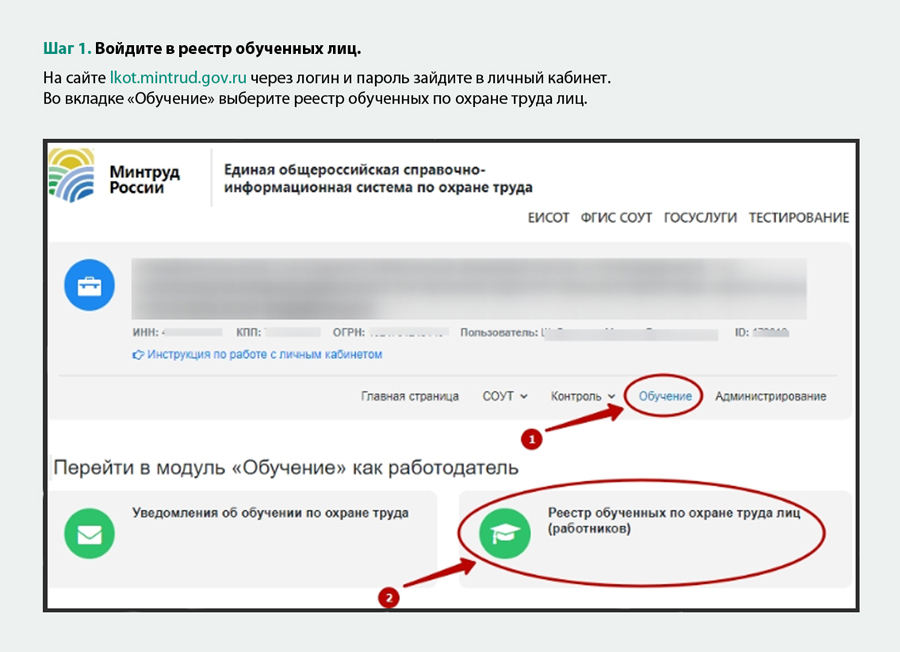 Шаг 1. Войдите в реестр обученных лиц.
На сайте lkot.mintrud.gov.ru через логин и пароль зайдите в личный кабинет.
Во вкладке «Обучение» выберите реестр обученных по охране труда лиц.
Минтруд
России
Единая общероссийская справочно-
информационная система по охране труда
ЕИСОТ ФГИС СОУТ ГОСУСЛУГИ ТЕСТИРОВАНИЕ
ИНН: КПП: ОГРН: Пользователь: ID:
Инструкция по работе с личным кабинетом
Главная страница СОУТ Контроль Обучение Администрирование
1
Перейти в модуль «Обучение» как работодатель
Уведомления об обучении по охране труда
Реестр обученных по охране труда лиц
(работников)
2